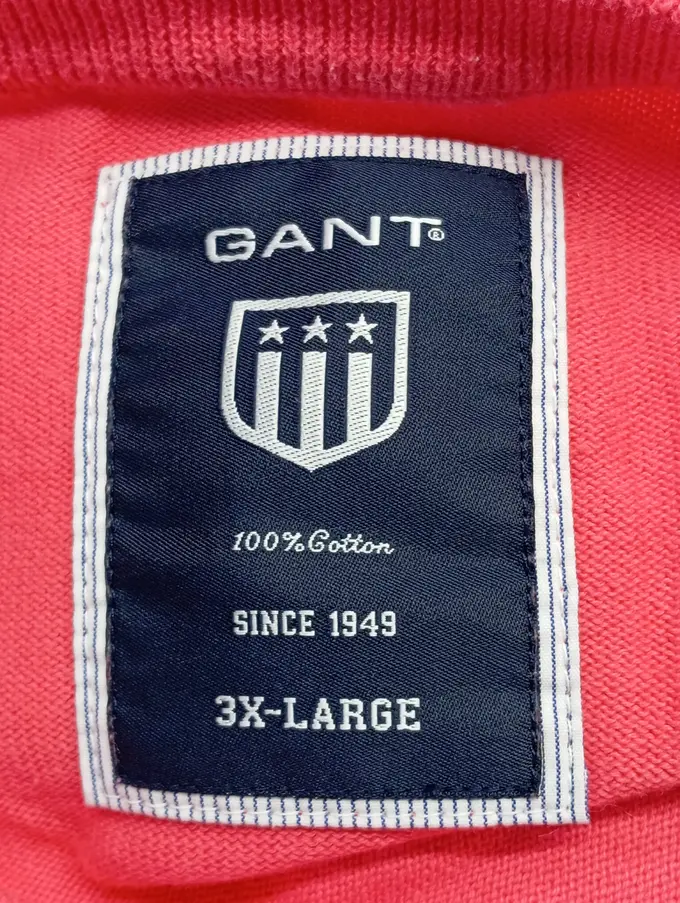 GANT®
100% Cotton
SINCE 1949
3X-LARGE